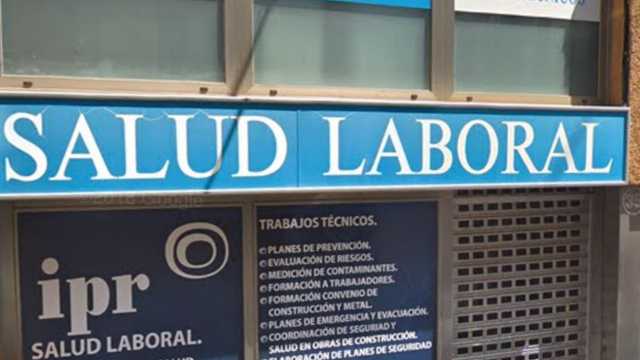 SALUD LABORAL
ipr
SALUD LABORAL.
TRABAJOS TÉCNICOS.
PLANES DE PREVENCIÓN.
EVALUACIÓN DE RIESGOS.
MEDICIÓN DE CONTAMINANTES.
FORMACIÓN A TRABAJADORES.
FORMACIÓN CONVENIO DE
CONSTRUCCIÓN Y METAL.
PLANES DE EMERGENCIA Y EVACUACIÓN.
COORDINACIÓN DE SEGURIDAD Y
SALUD EN OBRAS DE CONSTRUCCIÓN.
ELABORACIÓN DE PLANES DE SEGURIDAD